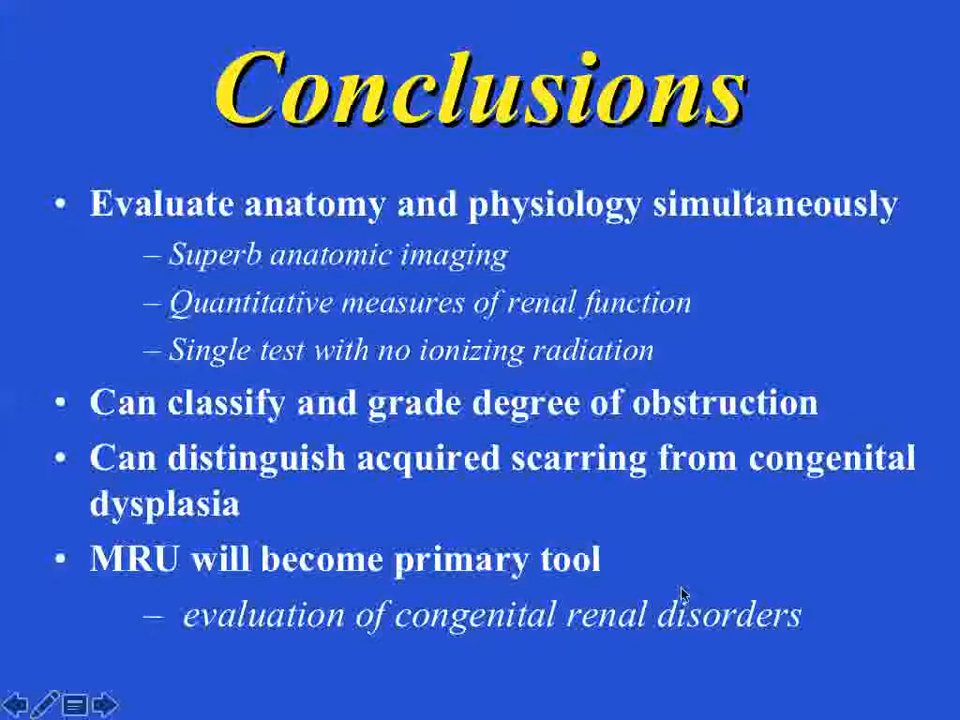 Conclusions
• Evaluate anatomy and physiology simultaneously
– Superb anatomic imaging
– Quantitative measures of renal function
– Single test with no ionizing radiation
• Can classify and grade degree of obstruction
• Can distinguish acquired scarring from congenital
dysplasia
• MRU will become primary tool
– evaluation of congenital renal disorders